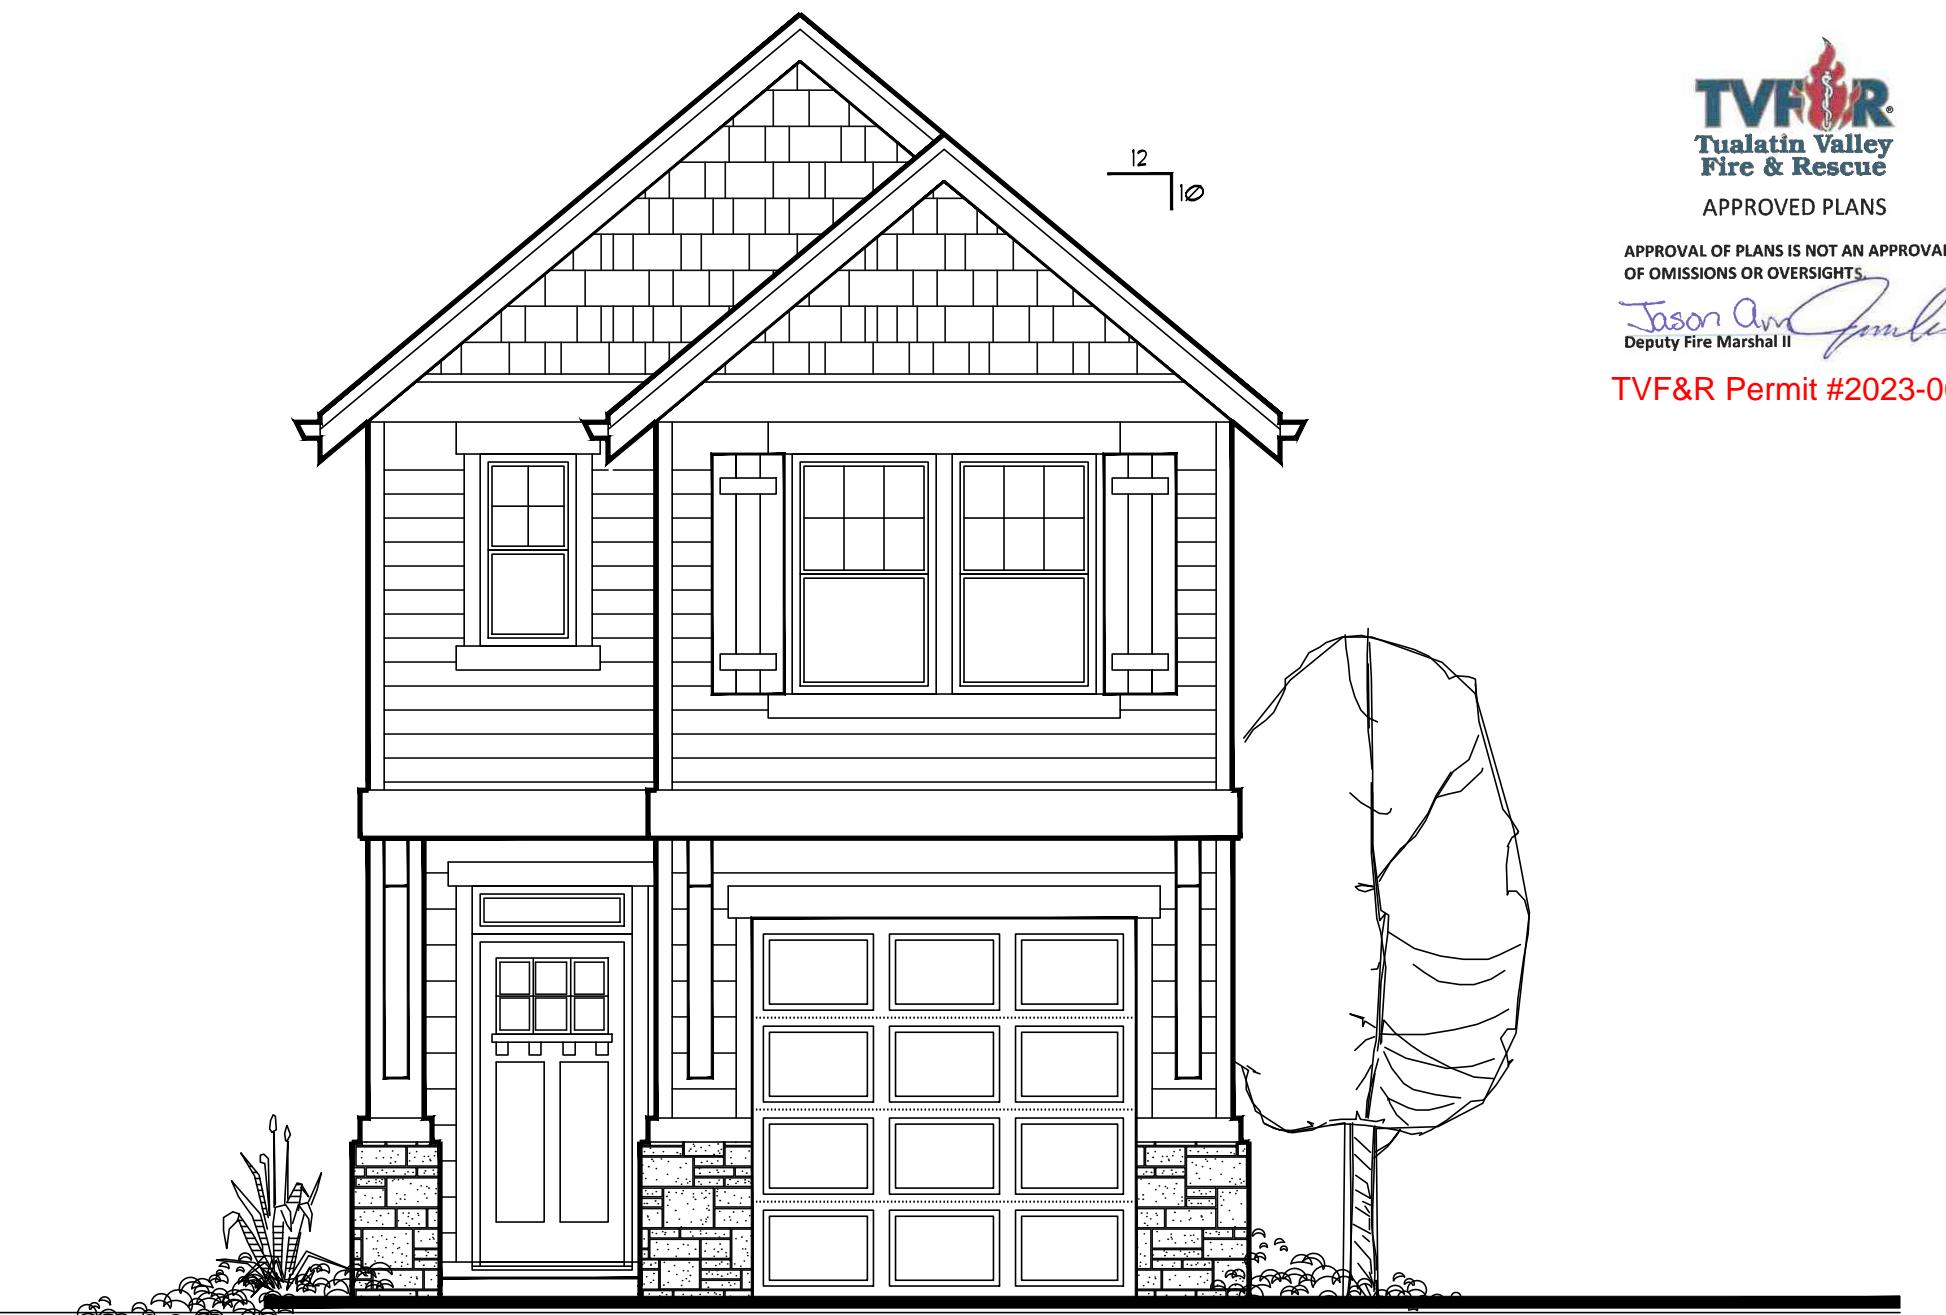 12
10
TVF&R®
Tualatin Valley
Fire & Rescue
APPROVED PLANS
APPROVAL OF PLANS IS NOT AN APPROVAL
OF OMISSIONS OR OVERSIGHTS.
Jason
Deputy Fire Marshal II
TVF&R Permit #2023-0